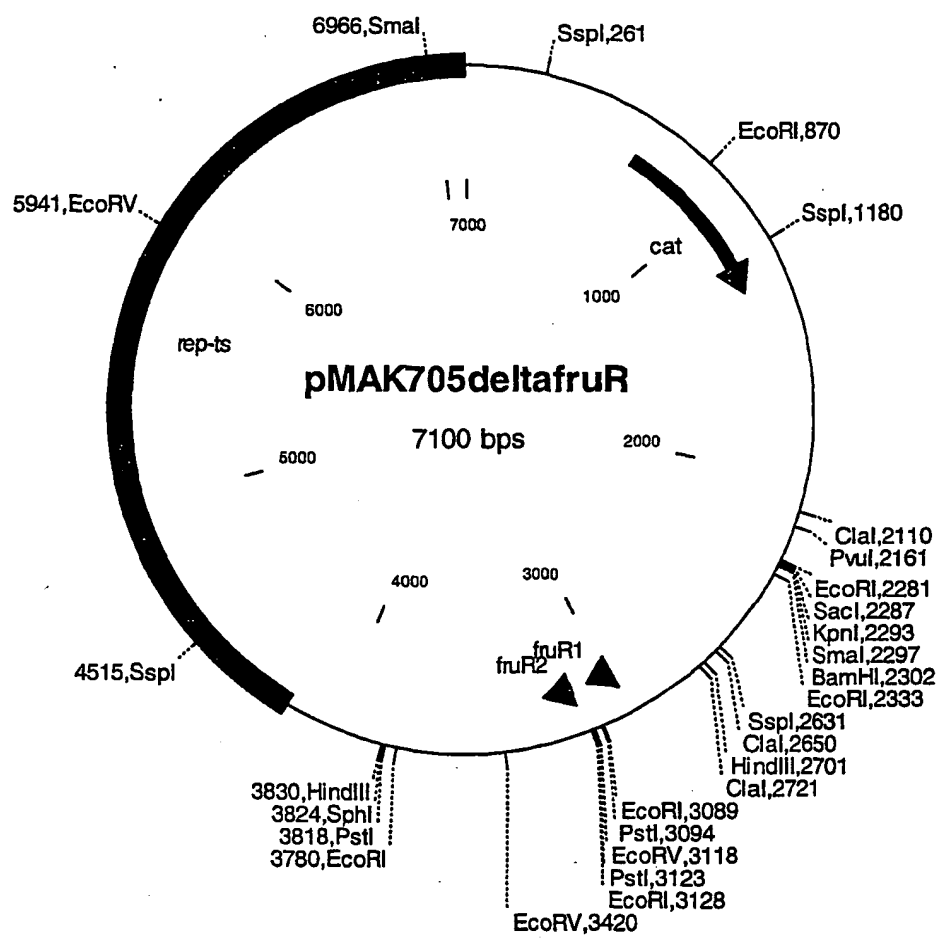 6966,SmaI
SspI,261
EcoRI,870
5941,EcoRV
SspI,1180
7000
cat
1000
6000
rep-ts
pMAK705deltafruR
7100 bps
2000
5000
ClaI,2110
PvuI,2161
EcoRI,2281
SacI,2287
KpnI,2293
SmaI,2297
BamHI,2302
EcoRI,2333
4000
3000
fruR1
fruR2
4515,SspI
SspI,2631
ClaI,2650
HindIII,2701
ClaI,2721
3830,HindIII
3824,SphI
3818,PstI
3780,EcoRI
EcoRI,3089
PstI,3094
EcoRV,3118
PstI,3123
EcoRI,3128
EcoRV,3420